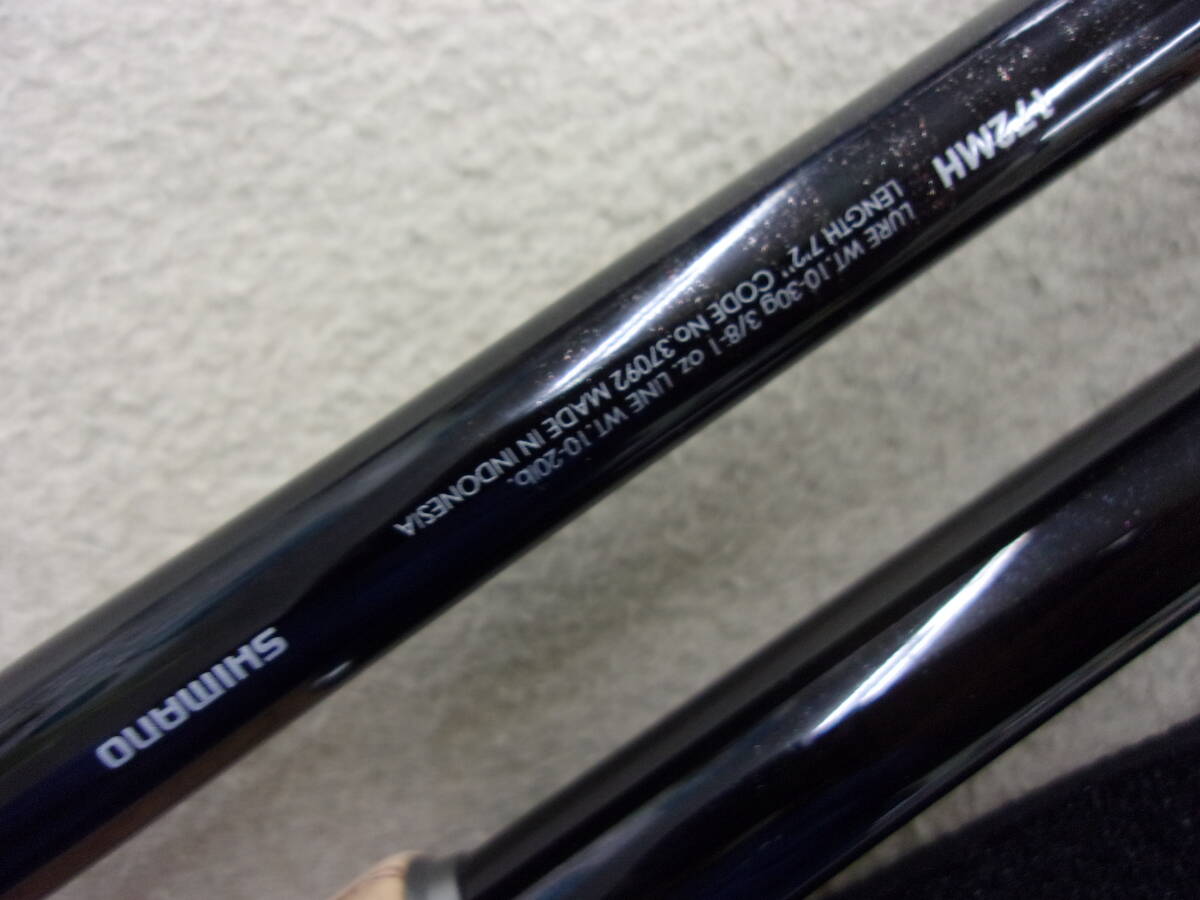 172MH
LURE WT.10-30g 3/8-1 oz. LINE WT.10-20lb.
LENGTH 7'2" CODE No.37092 MADE IN INDONESIA
SHIMANO